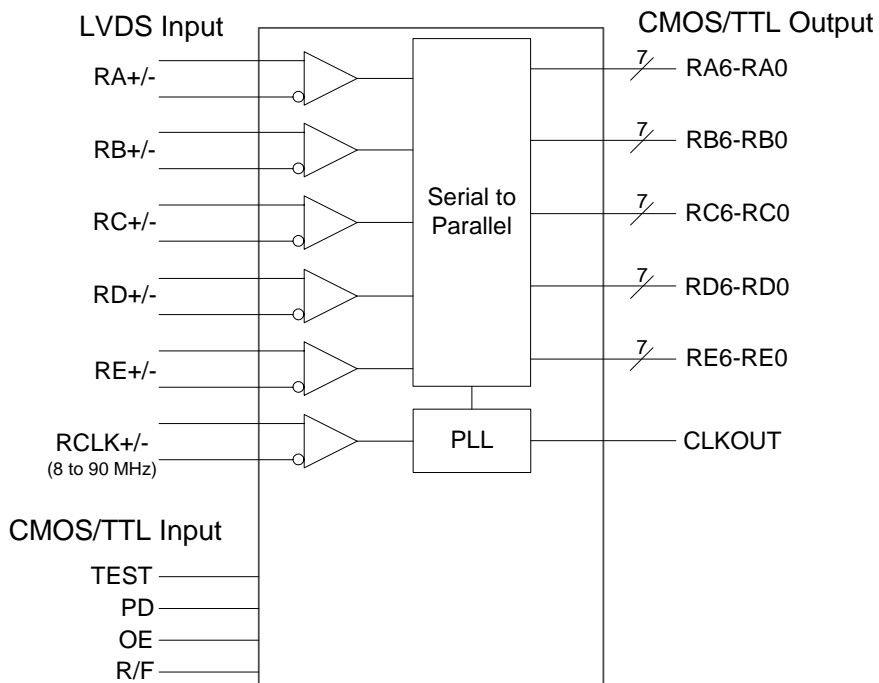 LVDS Input
CMOS/TTL Output
RA+/-
7
RA6-RA0
RB+/-
7
RB6-RB0
Serial to
Parallel
RC+/-
7
RC6-RC0
RD+/-
7
RD6-RD0
RE+/-
7
RE6-RE0
RCLK+/-
(8 to 90 MHz)
PLL
CLKOUT
CMOS/TTL Input
TEST
PD
OE
R/F